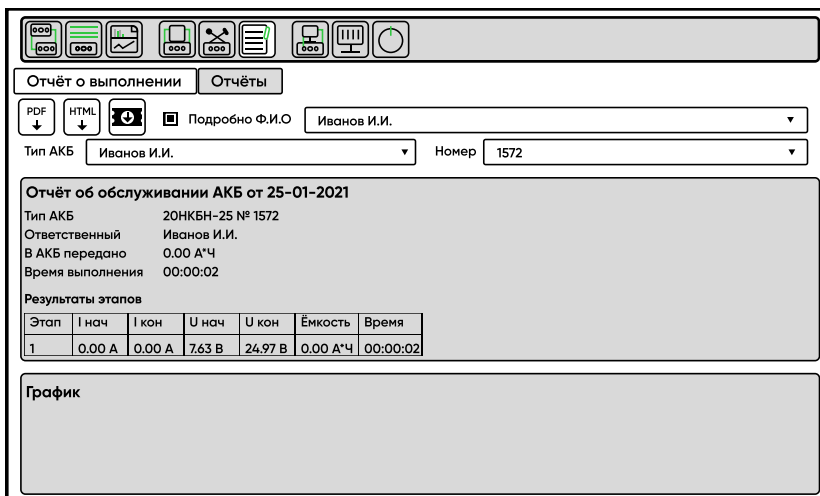 Отчёт о выполнении Отчёты
PDF HTML Подробно Ф.И.О Иванов И.И.
Тип АКБ Иванов И.И. Номер 1572
Отчёт об обслуживании АКБ от 25-01-2021
Тип АКБ 20НКБН-25 № 1572
Ответственный Иванов И.И.
В АКБ передано 0.00 А*Ч
Время выполнения 00:00:02
Результаты этапов
Этап I нач I кон U нач U кон Ёмкость Время
1 0.00 А 0.00 А 7.63 В 24.97 В 0.00 А*Ч 00:00:02
График